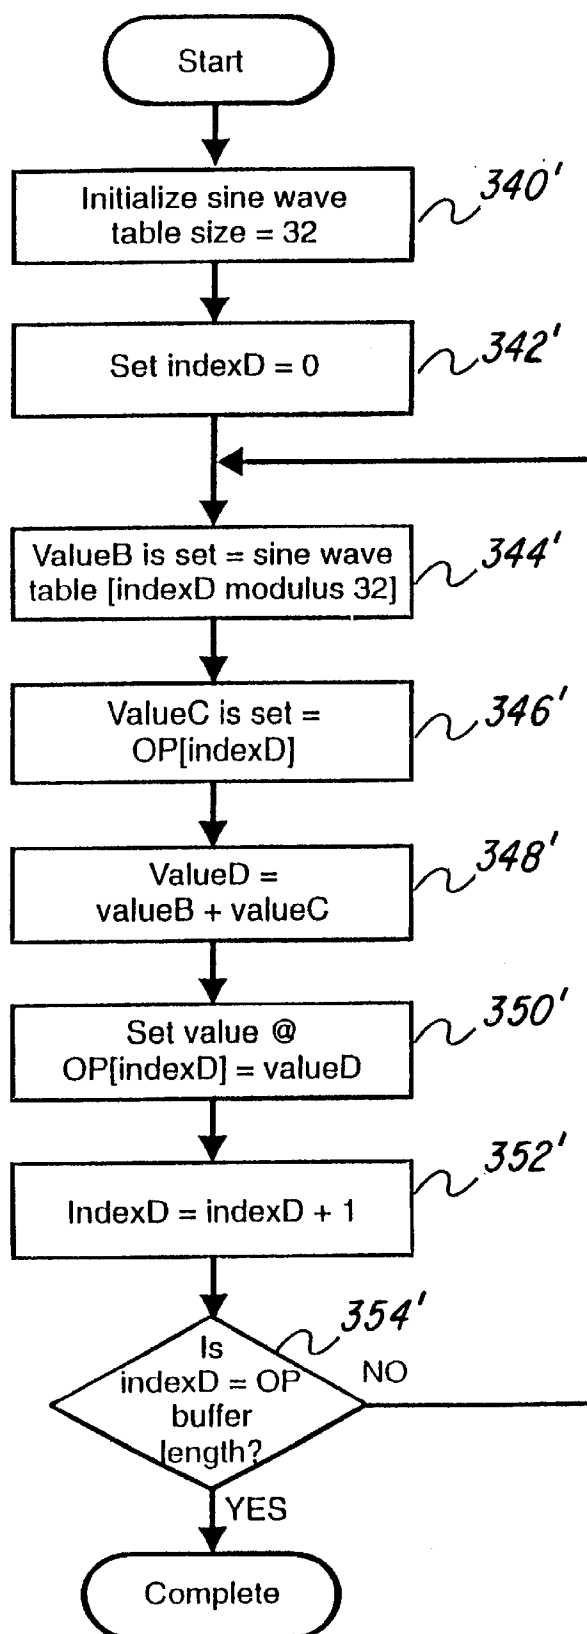 Start
Initialize sine wave
table size = 32
340'
Set indexD = 0
342'
ValueB is set = sine wave
table [indexD modulus 32]
344'
ValueC is set =
OP[indexD]
346'
ValueD =
valueB + valueC
348'
Set value @
OP[indexD] = valueD
350'
IndexD = indexD + 1
352'
354'
Is
indexD = OP
buffer
length?
NO
YES
Complete